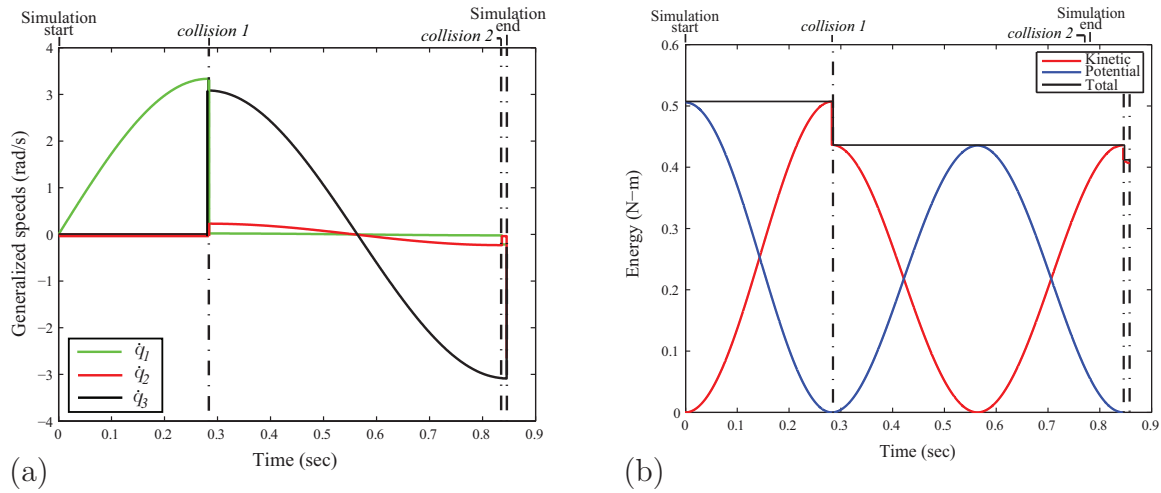 Simulation
start
collision 1
Simulation
end
collision 2
4
3
2
1
0
−1
−2
−3
−4
Generalized speeds (rad/s)
q̇1
q̇2
q̇3
0 0.1 0.2 0.3 0.4 0.5 0.6 0.7 0.8 0.9
Time (sec)
(a)
Simulation
start
collision 1
Simulation
end
collision 2
0.6
0.5
0.4
0.3
0.2
0.1
0
Energy (N−m)
Kinetic
Potential
Total
0 0.1 0.2 0.3 0.4 0.5 0.6 0.7 0.8 0.9
Time (sec)
(b)